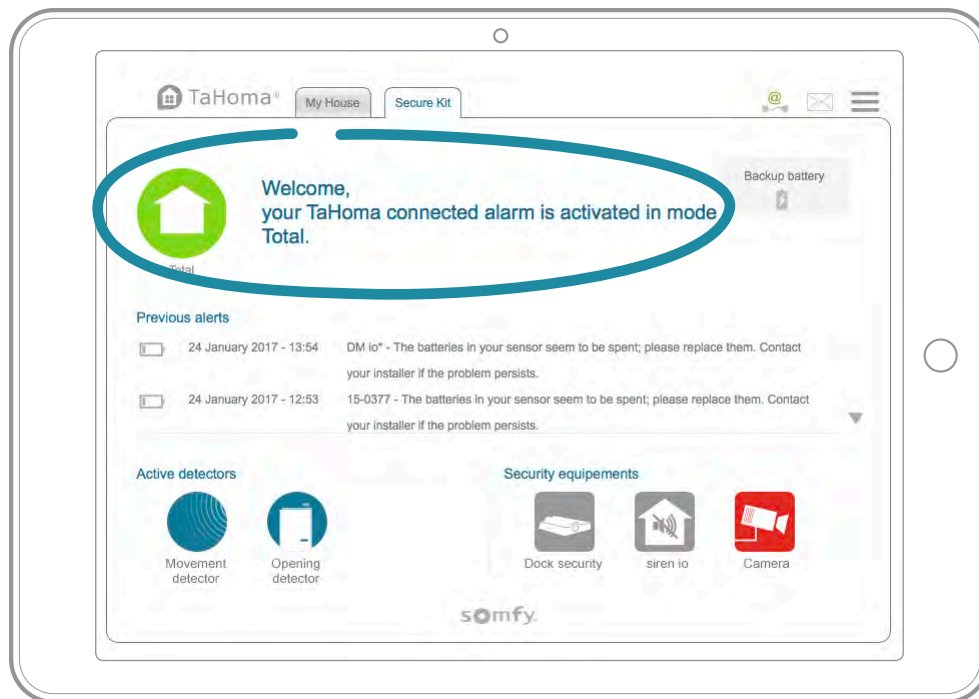 TaHoma®
My House
Secure Kit
@
Welcome,
your TaHoma connected alarm is activated in mode
Total.
Backup battery
Total
Previous alerts
24 January 2017 - 13:54
DM io* - The batteries in your sensor seem to be spent; please replace them. Contact
your installer if the problem persists.
24 January 2017 - 12:53
15-0377 - The batteries in your sensor seem to be spent; please replace them. Contact
your installer if the problem persists.
Active detectors
Security equipements
Movement
detector
Opening
detector
Dock security
siren io
Camera
somfy.